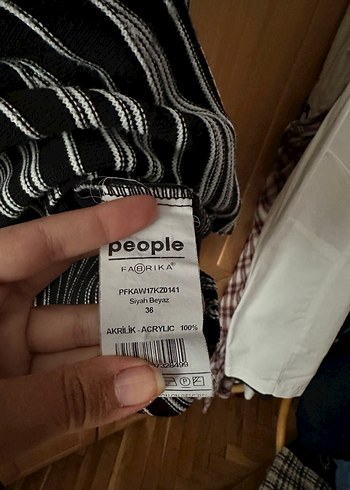 people
FABRIKA®
PFKAW17KZ0141
Siyah Beyaz
36
AKRİLİK - ACRYLIC 100%